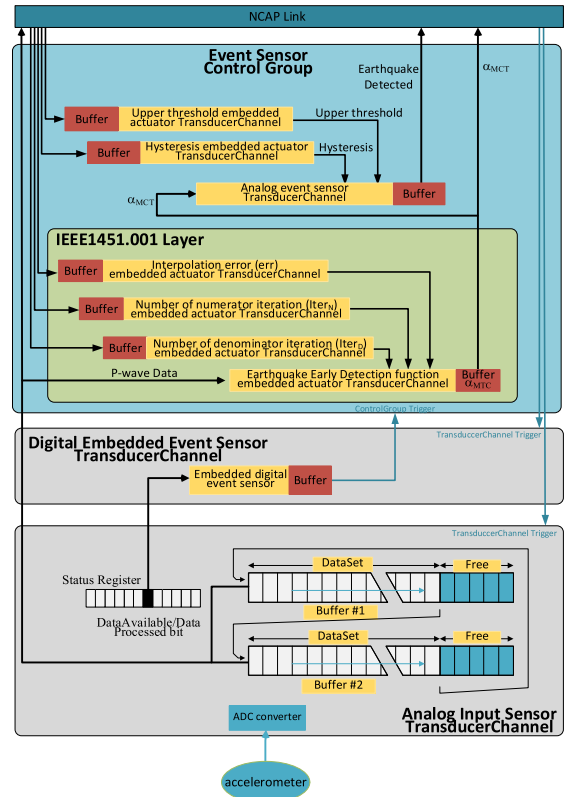 NCAP Link
Event Sensor
Control Group
Earthquake
Detected
αMCT
Buffer
Upper threshold embedded
actuator TransducerChannel
Upper threshold
Buffer
Hysteresis embedded actuator
TransducerChannel
Hysteresis
αMCT
Analog event sensor
TransducerChannel
Buffer
IEEE1451.001 Layer
Buffer
Interpolation error (err)
embedded actuator TransducerChannel
Buffer
Number of numerator iteration (IterN)
embedded actuator TransducerChannel
Buffer
Number of denominator iteration (IterD)
embedded actuator TransducerChannel
P-wave Data
Earthquake Early Detection function
embedded actuator TransducerChannel
Buffer
αMTC
ControlGroup Trigger
Digital Embedded Event Sensor
TransducerChannel
TransduccerChannel Trigger
Embedded digital
event sensor
Buffer
TransduccerChannel Trigger
DataSet
Free
Status Register
Buffer #1
DataAvailable/Data
Processed bit
DataSet
Free
Buffer #2
ADC converter
Analog Input Sensor
TransducerChannel
accelerometer